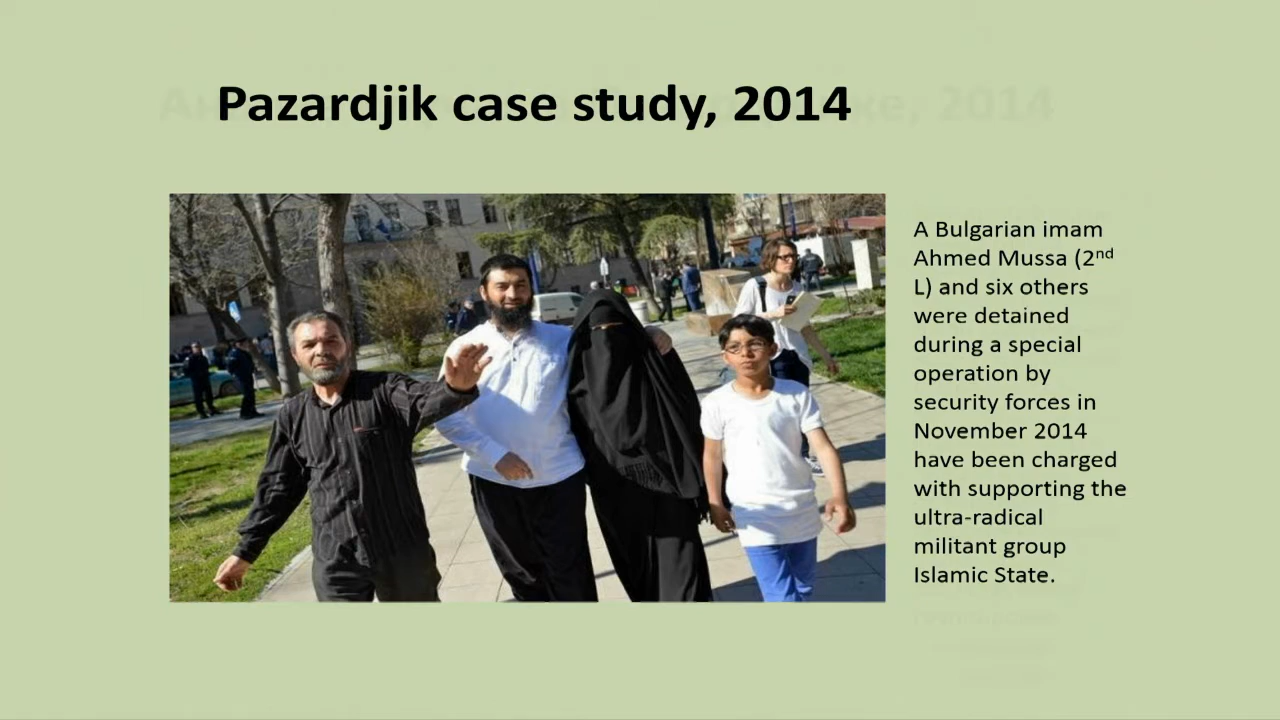 Pazardjik case study, 2014
A Bulgarian imam
Ahmed Mussa (2nd
L) and six others
were detained
during a special
operation by
security forces in
November 2014
have been charged
with supporting the
ultra-radical
militant group
Islamic State.